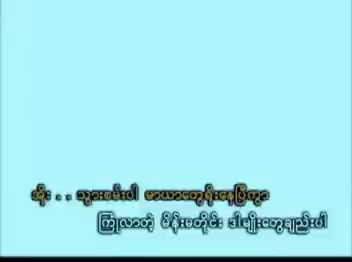 အိုး . . သွားစမ်းပါ မာယာတွေရိုးနေပြီကွာ
ကြုံလာတဲ့ မိန်းမတိုင်း ဒါမျိုးတွေချည်းပါ